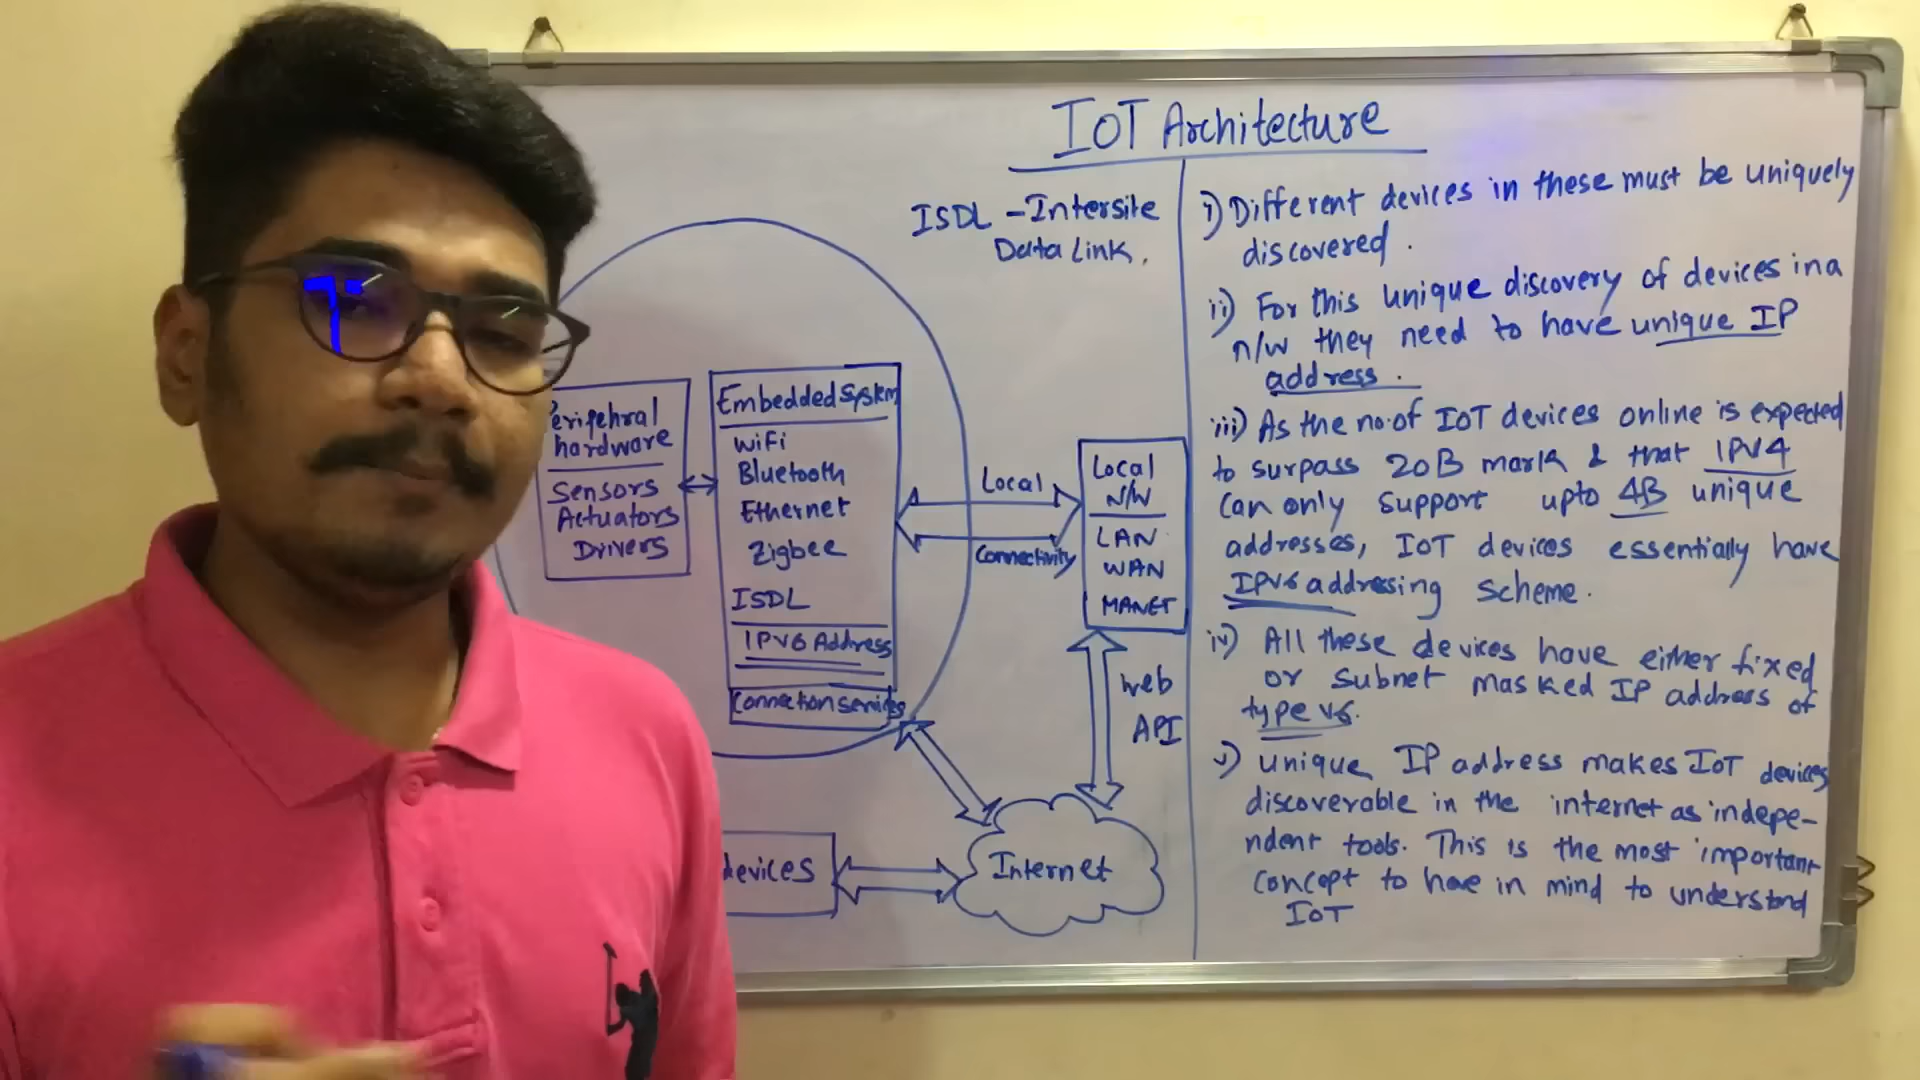 IOT Architecture
ISDL - Intersite
Data Link.
Peripehral
hardware
Sensors
Actuators
Drivers
Embedded System
WiFi
Bluetooth
Ethernet
Zigbee
ISDL
IPV6 Address
Connection Services
Local
Connectivity
Local
N/W
LAN
WAN
MANET
Web
API
devices
Internet
i) Different devices in these must be uniquely
discovered.
ii) For this unique discovery of devices in a
n/w they need to have unique IP
address.
iii) As the no. of IoT devices online is expected
to surpass 20B mark & that IPV4
can only support upto 4B unique
addresses, IoT devices essentially have
IPV6 addressing scheme.
iv) All these devices have either fixed
or subnet masked IP address of
type V6.
v) unique IP address makes IoT devices
discoverable in the internet as indepe-
ndent tools. This is the most important
concept to have in mind to understand
IoT